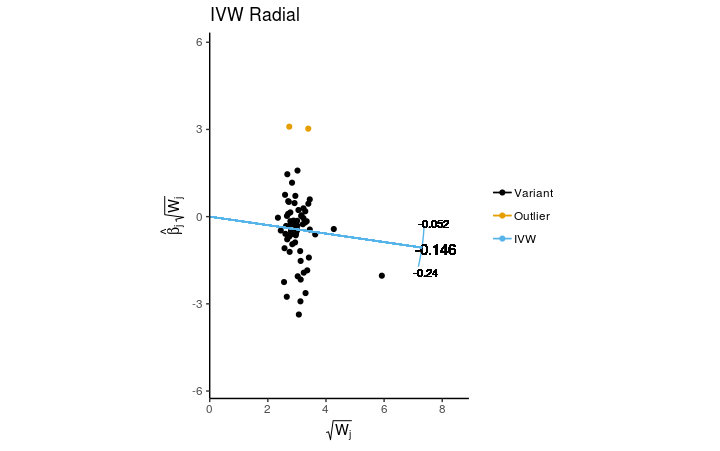 IVW Radial
6
3
0
-3
-6
β̂j√Wj
0 2 4 6 8
√Wj
-0.052
-0.146
-0.24
Variant
Outlier
IVW